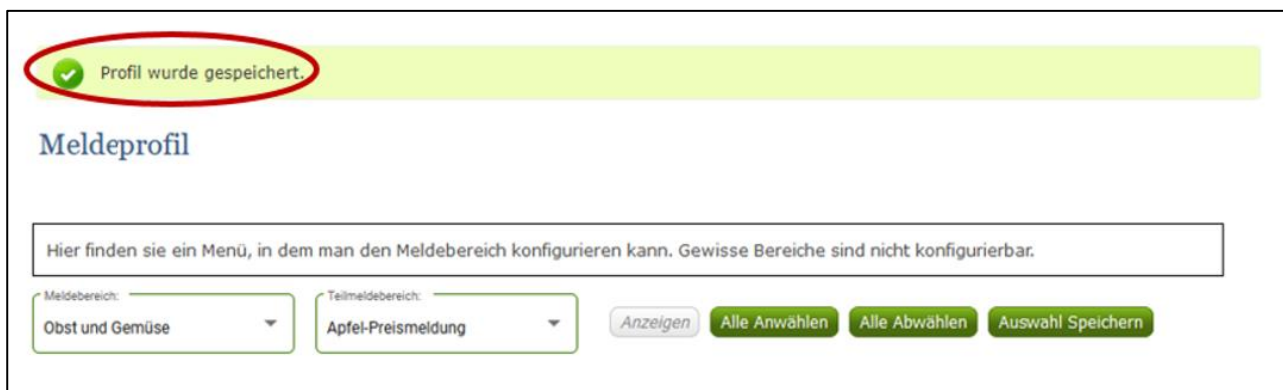 Profil wurde gespeichert.
Meldeprofil
Hier finden sie ein Menü, in dem man den Meldebereich konfigurieren kann. Gewisse Bereiche sind nicht konfigurierbar.
Meldebereich: Teilmeldebereich:
Obst und Gemüse Apfel-Preismeldung Anzeigen Alle Anwählen Alle Abwählen Auswahl Speichern